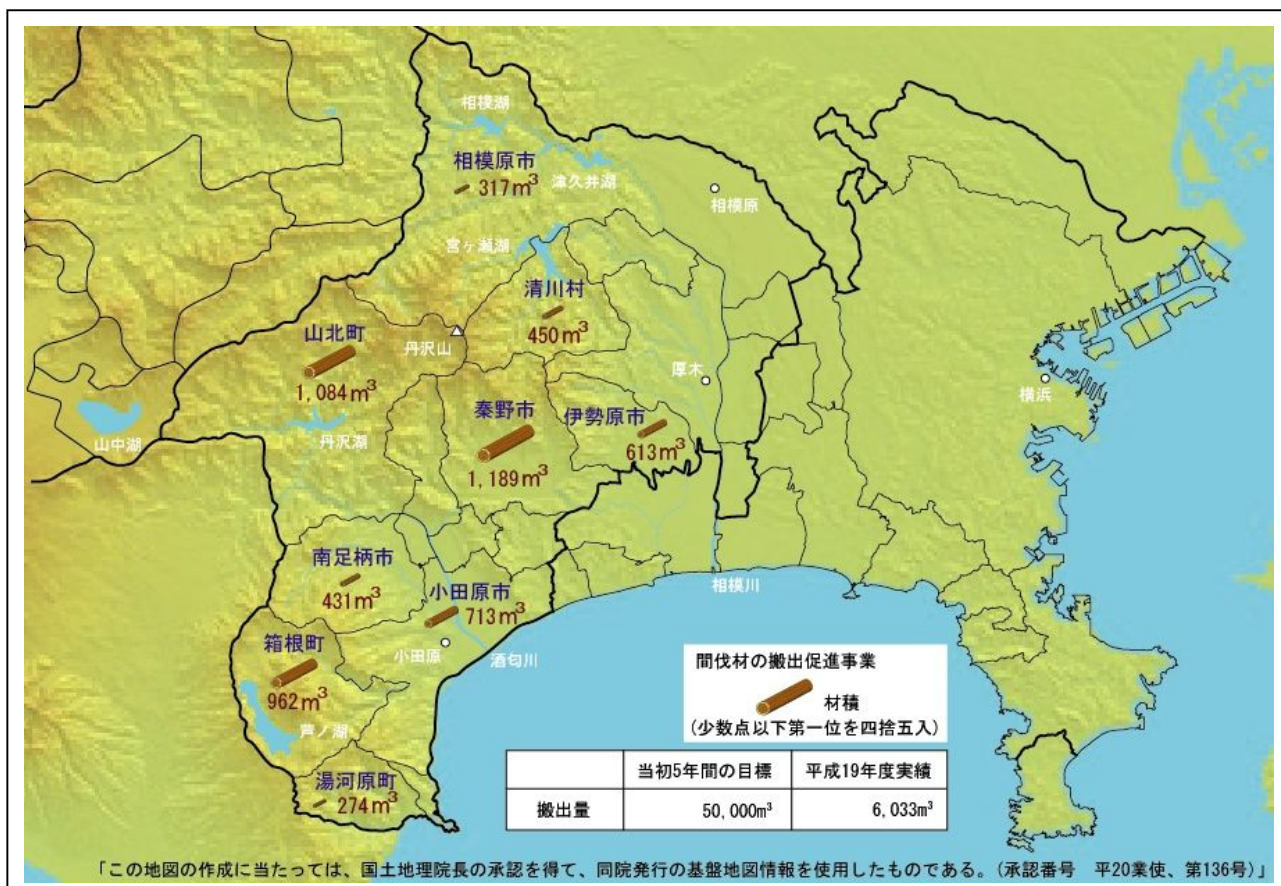 相模湖
相模原市
317m³
津久井湖
相模原
宮ヶ瀬湖
清川村
450m³
山北町
1,084m³
丹沢山
厚木
横浜
山中湖
丹沢湖
秦野市
1,189m³
伊勢原市
613m³
南足柄市
431m³
小田原市
713m³
相模川
箱根町
962m³
小田原
酒匂川
芦ノ湖
湯河原町
274m³
間伐材の搬出促進事業
材積
(少数点以下第一位を四捨五入)
当初5年間の目標 平成19年度実績
搬出量 50,000m³ 6,033m³
「この地図の作成に当たっては、国土地理院長の承認を得て、同院発行の基盤地図情報を使用したものである。(承認番号 平20業使、第136号)」